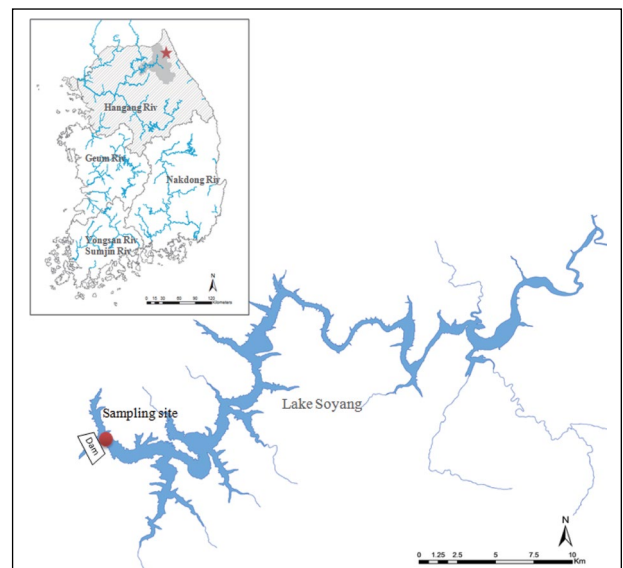 Hangang Riv
Geum Riv
Nakdong Riv
Yongsan Riv
Sumjin Riv
N
0 15 30 60 90 120
Kilometers
Lake Soyang
Sampling site
Dam
N
0 1.25 2.5 5 7.5 10
Km